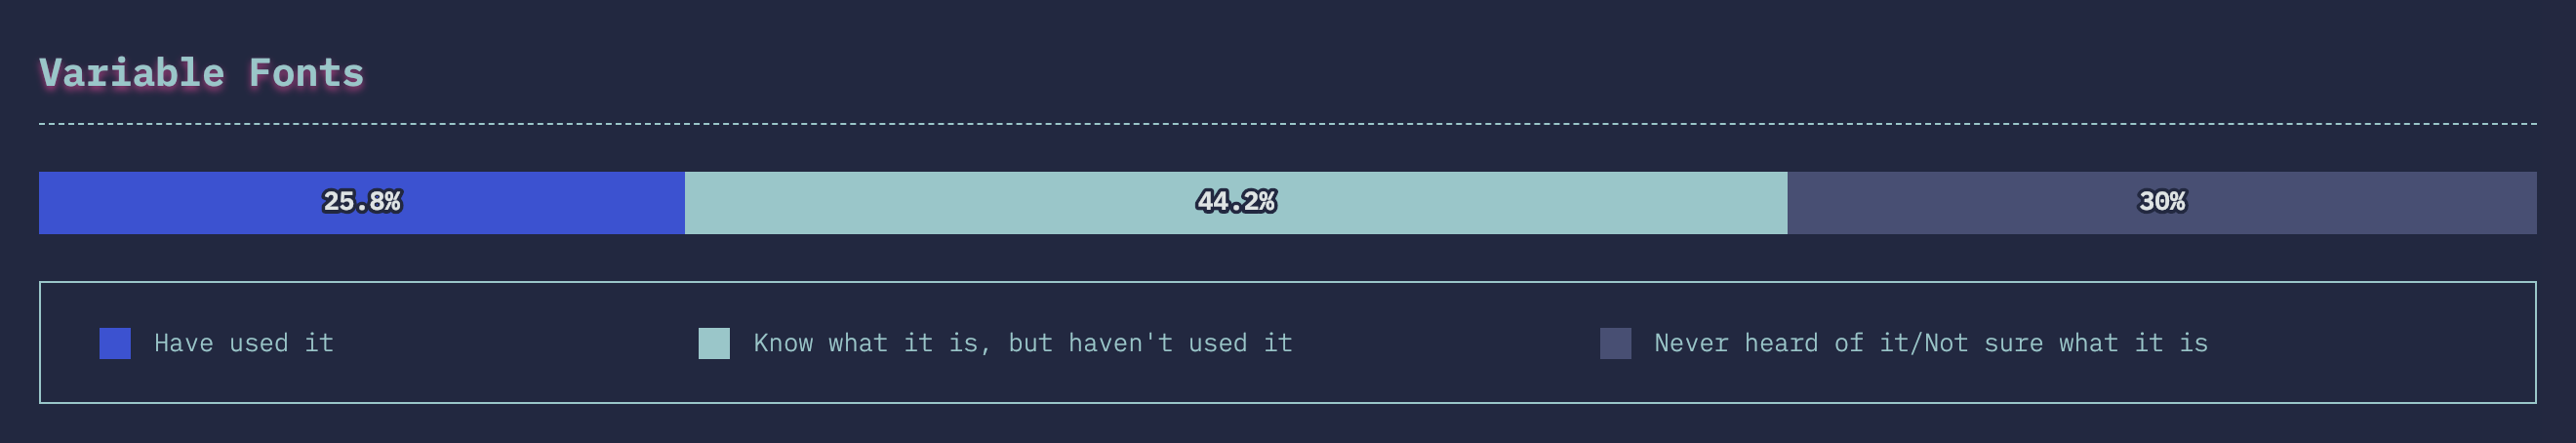 Variable Fonts
25.8% 44.2% 30%
Have used it Know what it is, but haven't used it Never heard of it/Not sure what it is